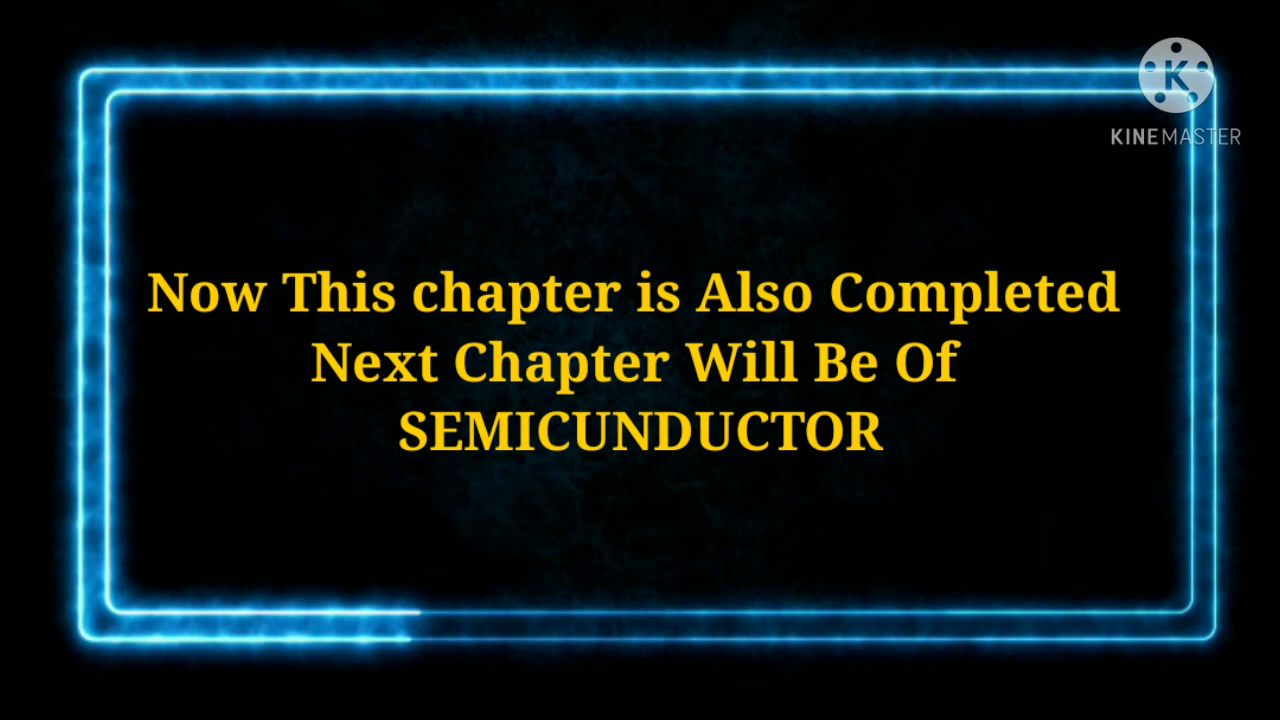 K
KINEMASTER
Now This chapter is Also Completed
Next Chapter Will Be Of
SEMICUNDUCTOR